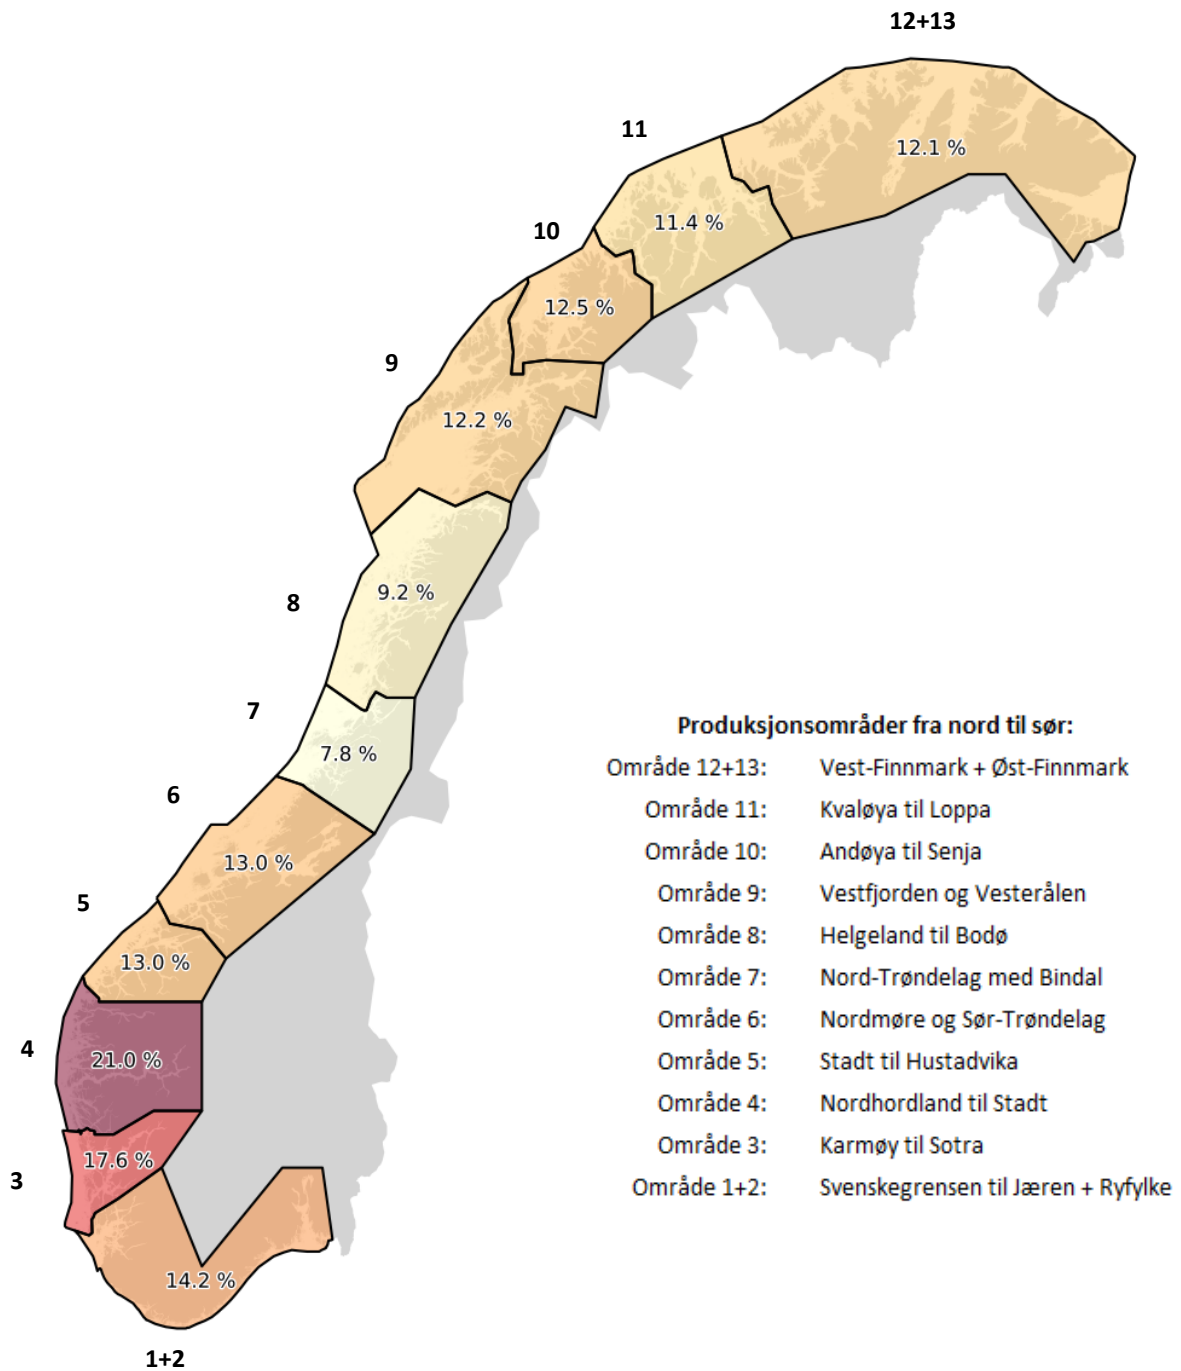 12+13
11
12.1 %
11.4 %
10
12.5 %
9
12.2 %
8
9.2 %
7
7.8 %
6
13.0 %
5
13.0 %
4
21.0 %
3
17.6 %
14.2 %
1+2
Produksjonsområder fra nord til sør:
Område 12+13: Vest-Finnmark + Øst-Finnmark
Område 11: Kvaløya til Loppa
Område 10: Andøya til Senja
Område 9: Vestfjorden og Vesterålen
Område 8: Helgeland til Bodø
Område 7: Nord-Trøndelag med Bindal
Område 6: Nordmøre og Sør-Trøndelag
Område 5: Stadt til Hustadvika
Område 4: Nordhordland til Stadt
Område 3: Karmøy til Sotra
Område 1+2: Svenskegrensen til Jæren + Ryfylke